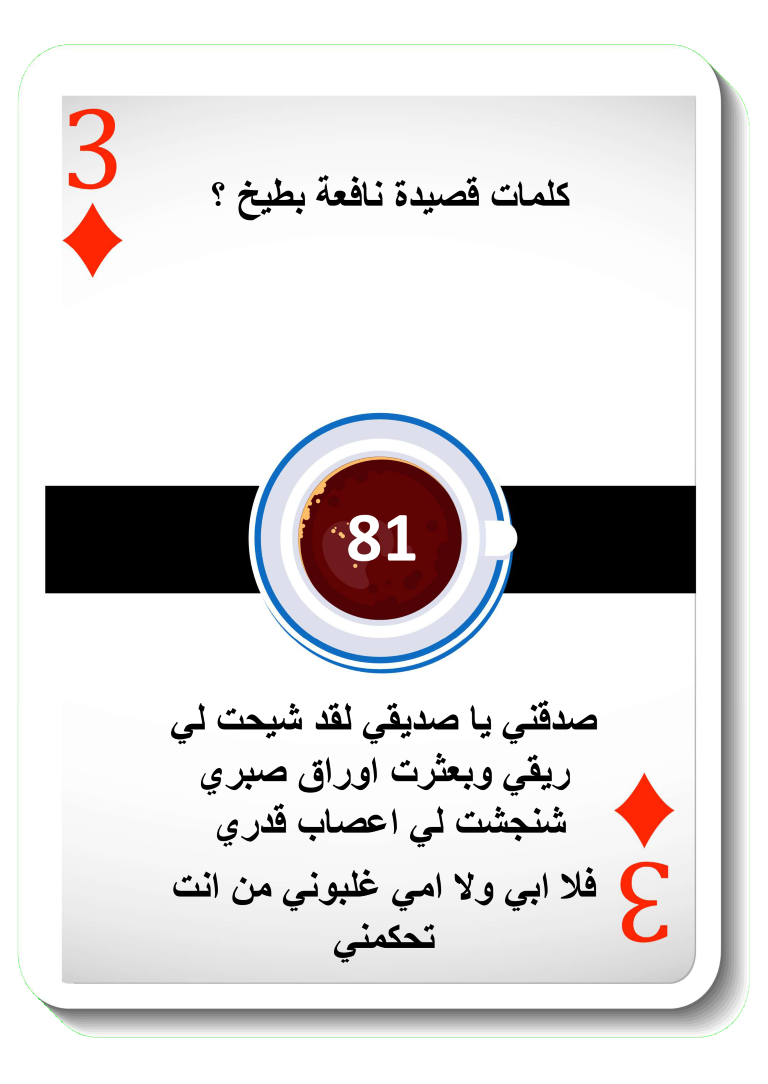 3
كلمات قصيدة نافعة بطيخ ؟
81
صدقني يا صديقي لقد شيحت لي
ريقي وبعثرت اوراق صبري
شنجشت لي اعصاب قدري
فلا ابي ولا امي غلبوني من انت
تحكمني
3